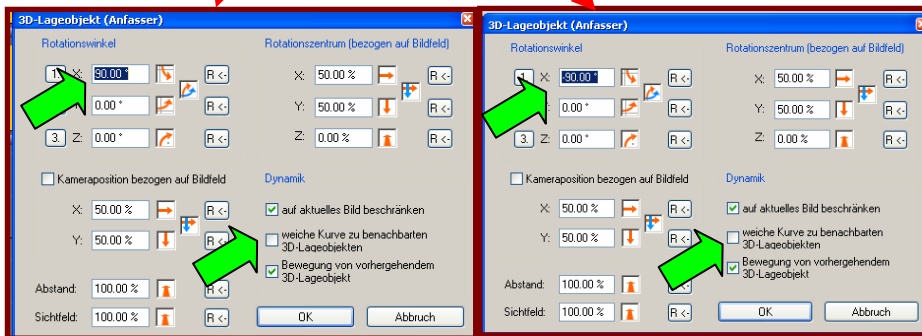 3D-Lageobjekt (Anfasser)
Rotationswinkel
Rotationszentrum (bezogen auf Bildfeld)
1. X: 90.00 ° R <- X: 50.00 % R <-
0.00 ° R <- Y: 50.00 % R <-
3. Z: 0.00 ° R <- Z: 0.00 % R <-
Kameraposition bezogen auf Bildfeld
Dynamik
X: 50.00 % R <- auf aktuelles Bild beschränken
Y: 50.00 % R <- weiche Kurve zu benachbarten
3D-Lageobjekten
Bewegung von vorhergehendem
3D-Lageobjekt
Abstand: 100.00 % R <-
Sichtfeld: 100.00 % R <- OK Abbruch
3D-Lageobjekt (Anfasser)
Rotationswinkel
Rotationszentrum (bezogen auf Bildfeld)
1. X: -90.00 ° R <- X: 50.00 % R <-
0.00 ° R <- Y: 50.00 % R <-
3. Z: 0.00 ° R <- Z: 0.00 % R <-
Kameraposition bezogen auf Bildfeld
Dynamik
X: 50.00 % R <- auf aktuelles Bild beschränken
Y: 50.00 % R <- weiche Kurve zu benachbarten
3D-Lageobjekten
Bewegung von vorhergehendem
3D-Lageobjekt
Abstand: 100.00 % R <-
Sichtfeld: 100.00 % R <- OK Abbruch